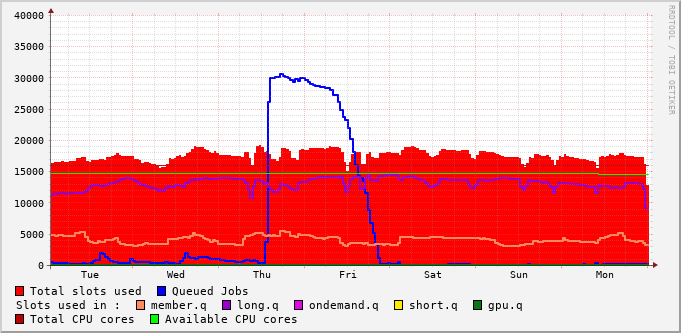 40000
35000
30000
25000
20000
15000
10000
5000
0
Tue Wed Thu Fri Sat Sun Mon
RRDTOOL / TOBI OETIKER
Total slots used Queued Jobs
Slots used in : member.q long.q ondemand.q short.q gpu.q
Total CPU cores Available CPU cores